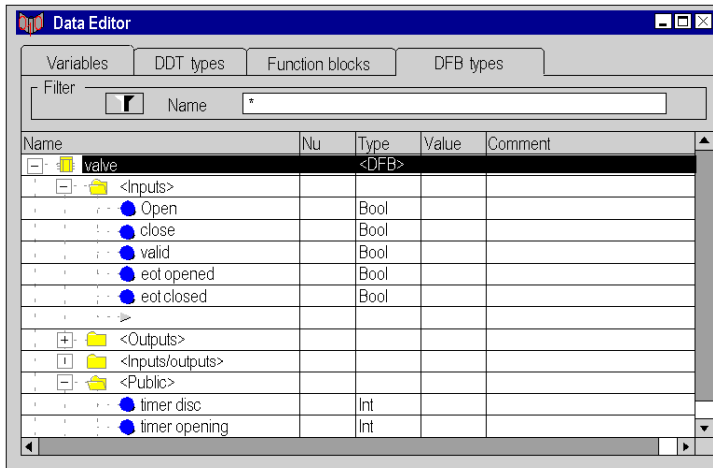 Data Editor
Variables DDT types Function blocks DFB types
Filter
Name *
Name Nu Type Value Comment
valve <DFB>
<Inputs>
Open Bool
close Bool
valid Bool
eot opened Bool
eot closed Bool
<Outputs>
<Inputs/outputs>
<Public>
timer disc Int
timer opening Int